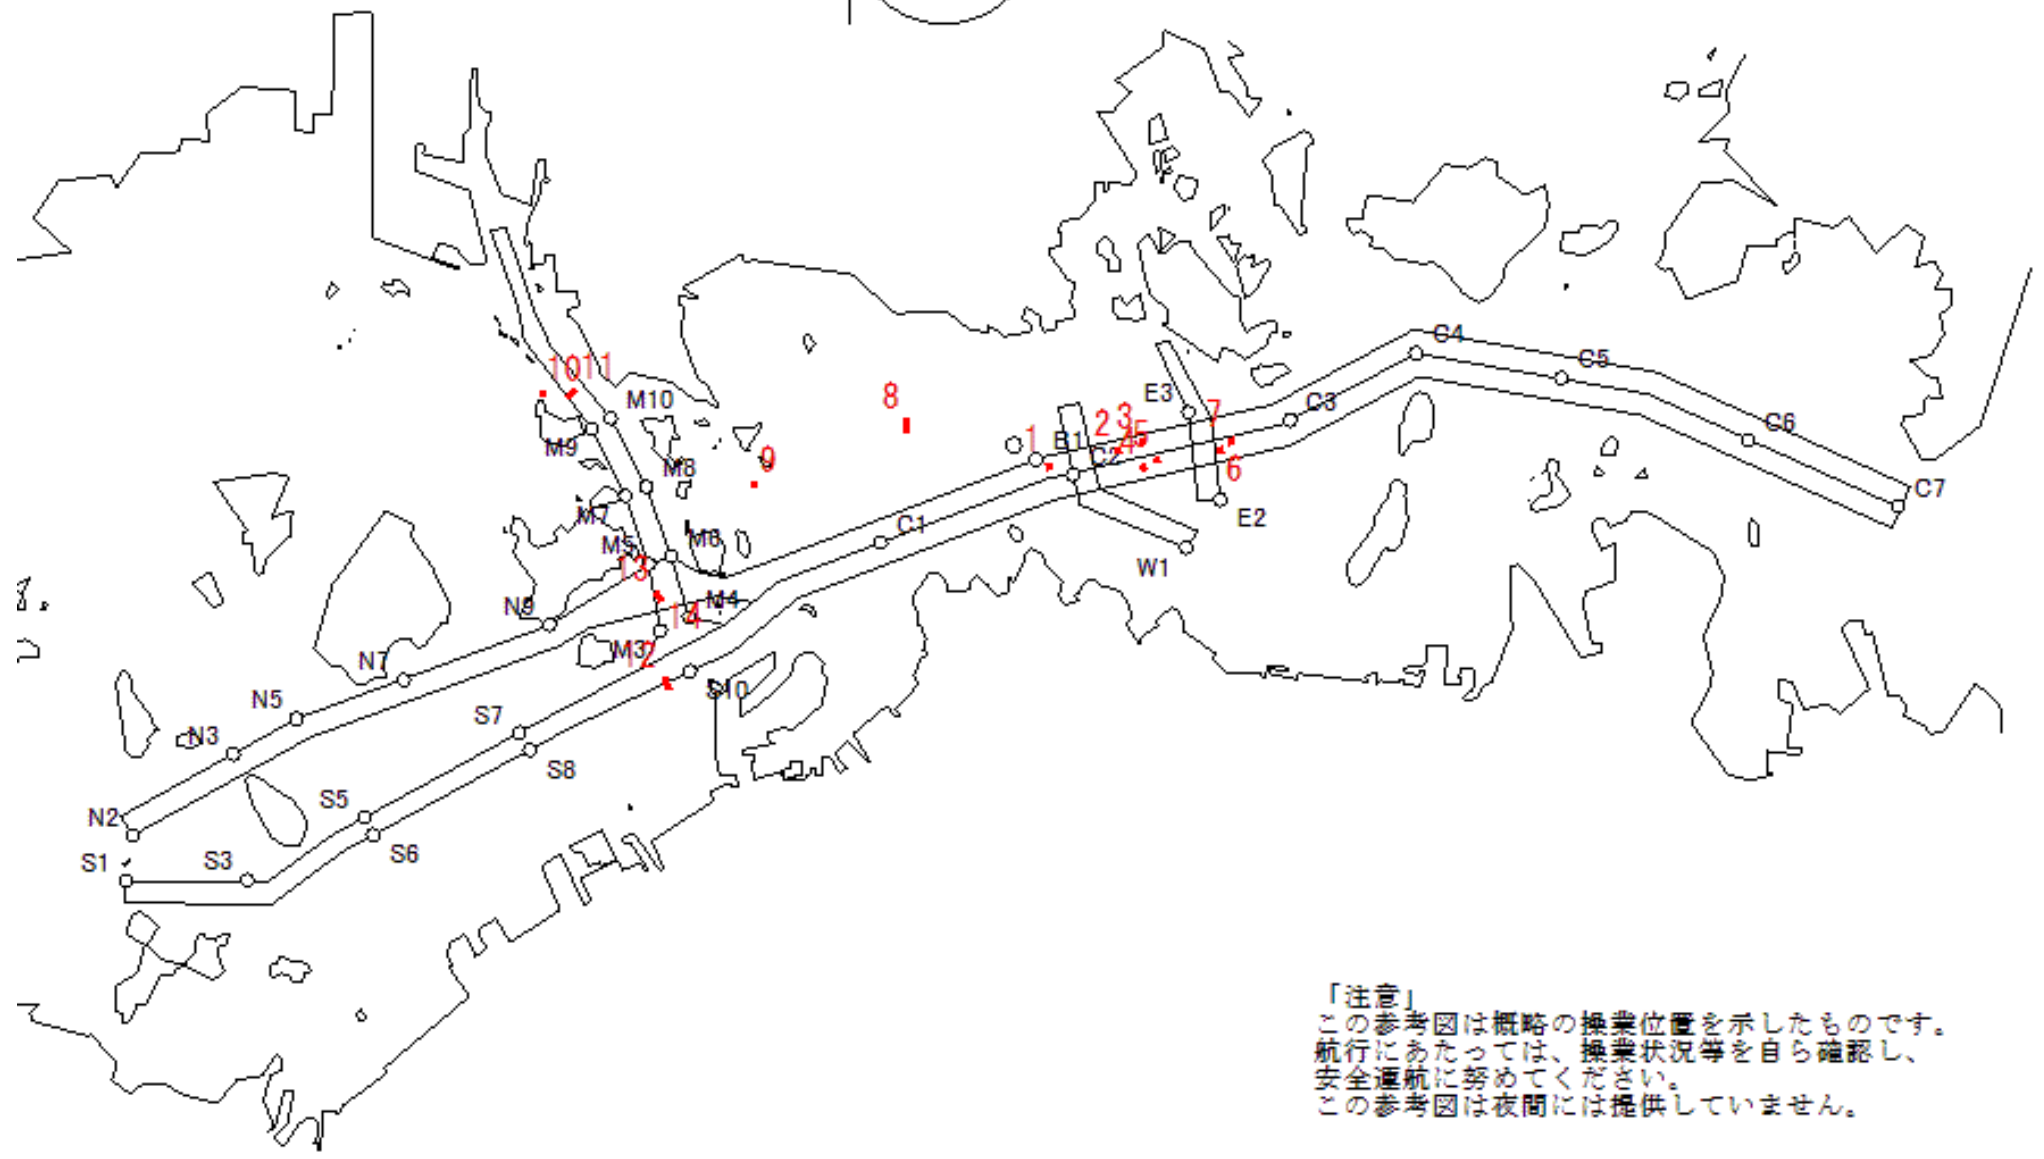 C4
C5
10 11
M10
8
E3
C3
7
2 3
1 B1
4 5
C6
M9
C2
M8
9
6
C7
M7
C1
E2
M5
M6
13
W1
N9
M4
14
M3
12
N7
S10
N5
S7
N3
S8
S5
N2
S6
S1
S3
「注意」
この参考図は概略の操業位置を示したものです。
航行にあたっては、操業状況等を自ら確認し、
安全運航に努めてください。
この参考図は夜間には提供していません。